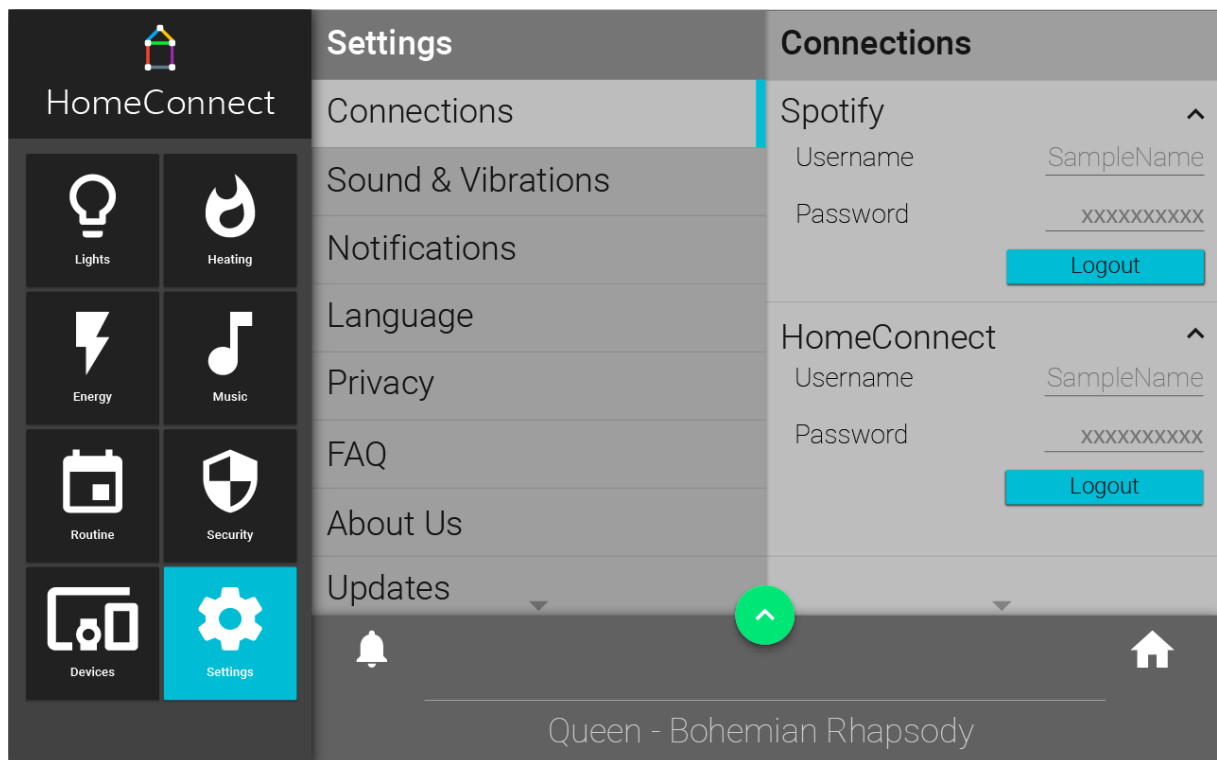 HomeConnect
Lights
Heating
Energy
Music
Routine
Security
Devices
Settings
Settings
Connections
Sound & Vibrations
Notifications
Language
Privacy
FAQ
About Us
Updates
Connections
Spotify
Username SampleName
Password xxxxxxxxxx
Logout
HomeConnect
Username SampleName
Password xxxxxxxxxx
Logout
Queen - Bohemian Rhapsody